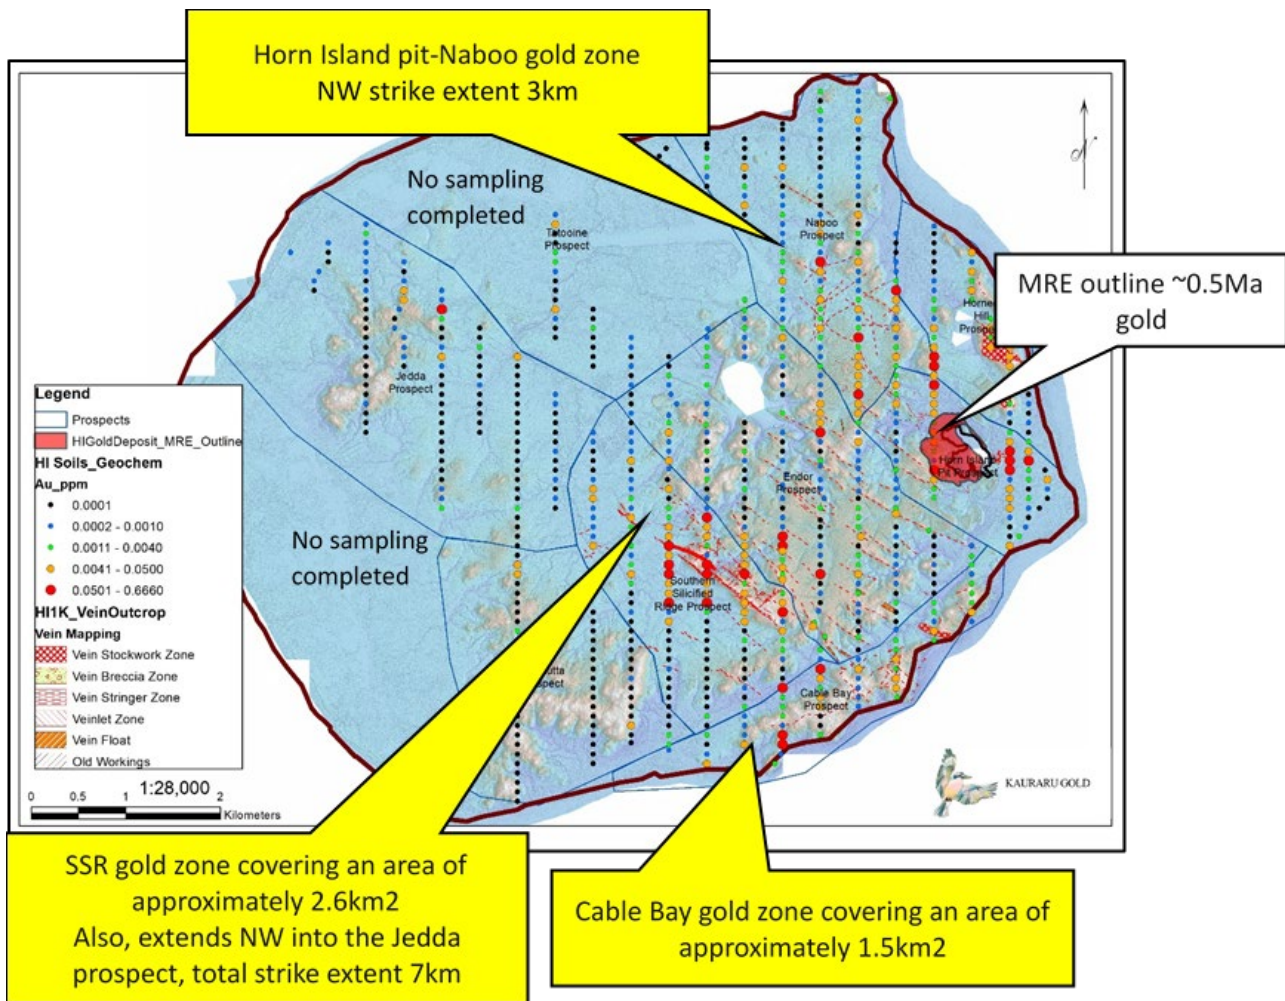 Horn Island pit-Naboo gold zone
NW strike extent 3km
N
No sampling
completed
Naboo
Prospect
Prospect
MRE outline ~0.5Ma
gold
Hill
Jedda
Prospect
Legend
Prospects
HIGoldDeposit_MRE_Outline
HI Soils_Geochem
Au_ppm
0.0001
0.0002 - 0.0010
0.0011 - 0.0040
0.0041 - 0.0500
0.0501 - 0.6660
HI1K_VeinOutcrop
Vein Mapping
Vein Stockwork Zone
Vein Breccia Zone
Vein Stringer Zone
Veinlet Zone
Vein Float
Old Workings
Horn Island
Pit Prospect
Endor
Prospect
No sampling
completed
Southern
Silicified
Ridge Prospect
Cable Bay
Prospect
1:28,000
0 0.5 1 2
Kilometers
KAURARU GOLD
SSR gold zone covering an area of
approximately 2.6km2
Also, extends NW into the Jedda
prospect, total strike extent 7km
Cable Bay gold zone covering an area of
approximately 1.5km2